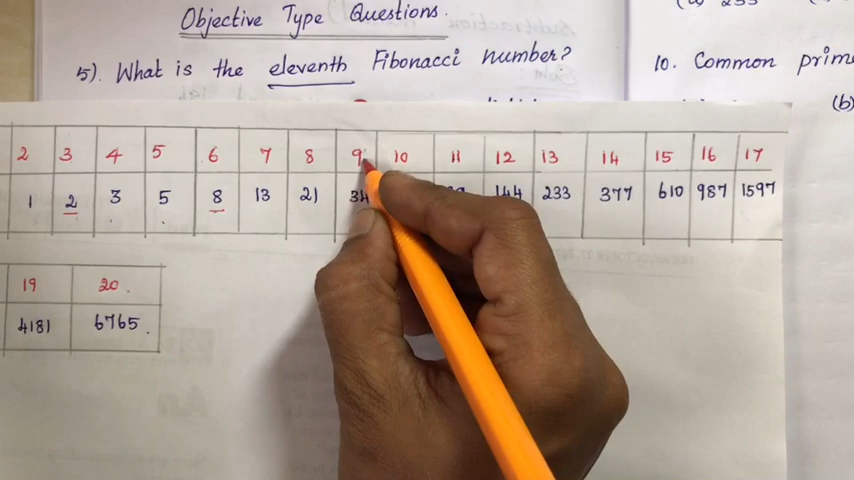 (a) 233
Objective Type Questions.
5). What is the eleventh Fibonacci number?
10. Common prim
(b)
2 3 4 5 6 7 8 9 10 11 12 13 14 15 16 17
1 2 3 5 8 13 21 34 144 233 377 610 987 1597
19 20
4181 6765